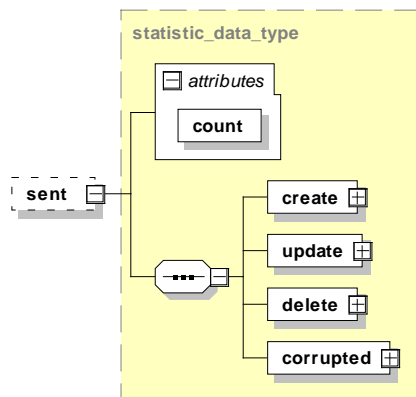 statistic_data_type
attributes
count
sent
create
update
delete
corrupted